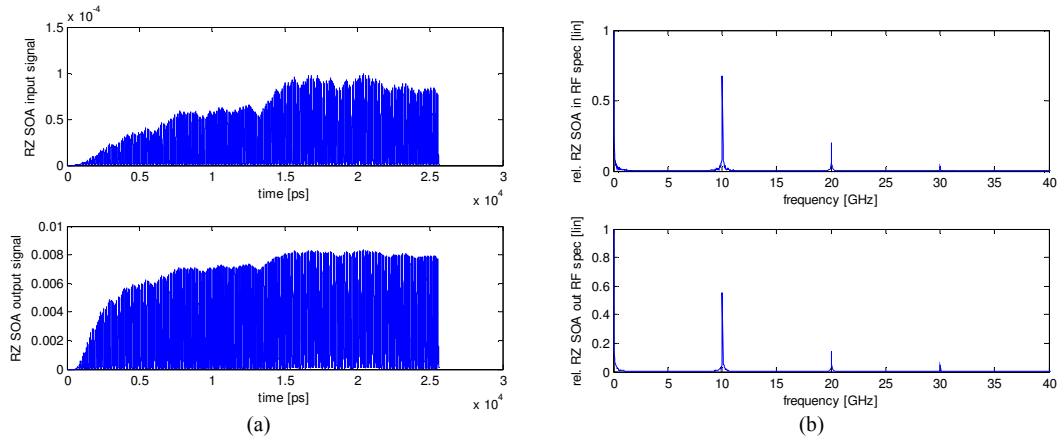 x 10^-4
1.5
1
0.5
0
RZ SOA input signal
0 0.5 1 1.5 2 2.5 3
time [ps]
x 10^4
0.01
0.008
0.006
0.004
0.002
0
RZ SOA output signal
0 0.5 1 1.5 2 2.5 3
time [ps]
x 10^4
(a)
1
0.5
0
rel. RZ SOA in RF spec [lin]
0 5 10 15 20 25 30 35 40
frequency [GHz]
1
0.8
0.6
0.4
0.2
0
rel. RZ SOA out RF spec [lin]
0 5 10 15 20 25 30 35 40
frequency [GHz]
(b)